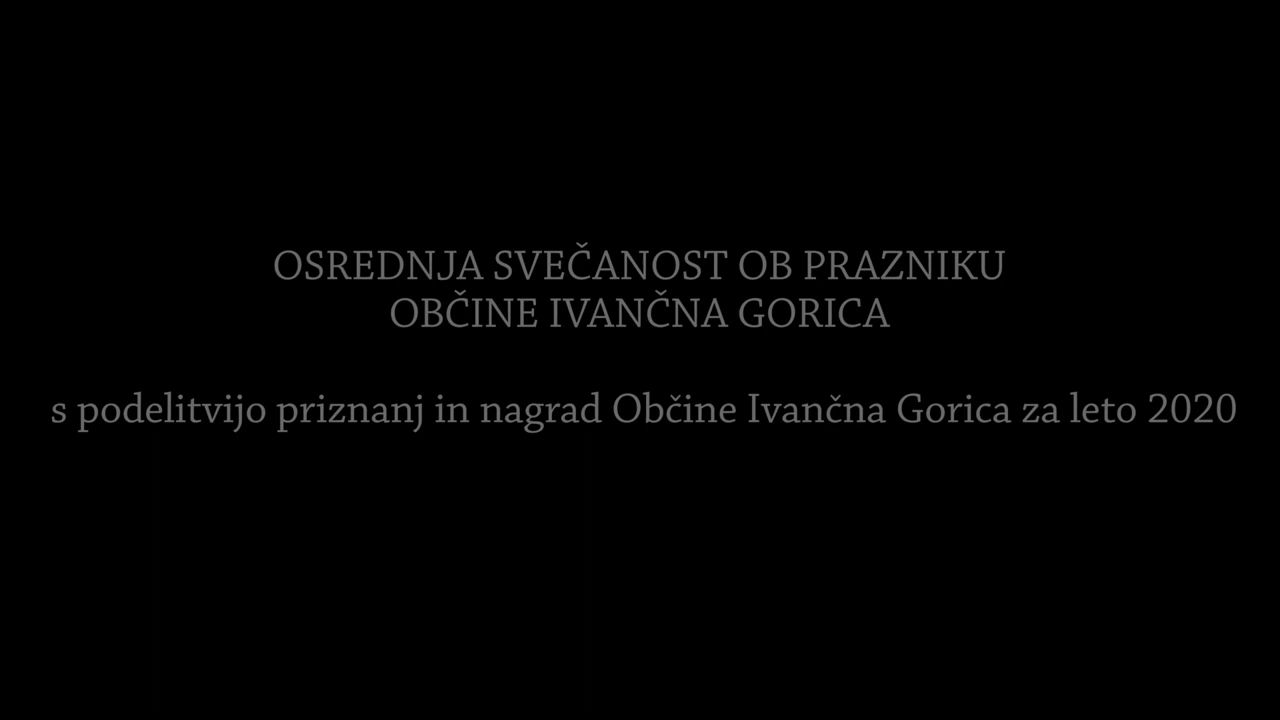 OSREDNJA SVEČANOST OB PRAZNIKU
OBČINE IVANČNA GORICA
s podelitvijo priznanj in nagrad Občine Ivančna Gorica za leto 2020